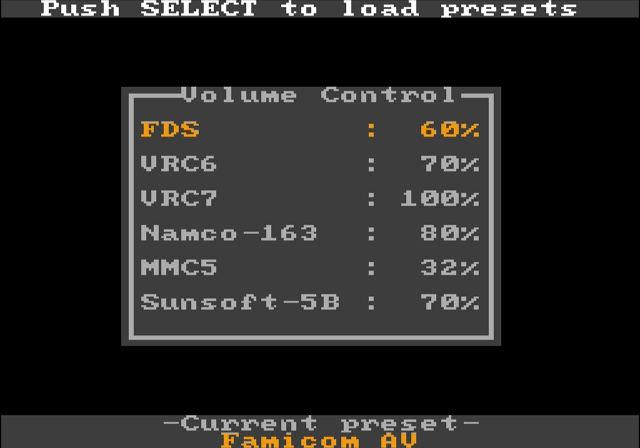 Push SELECT to load presets
Volume Control
FDS : 60%
VRC6 : 70%
VRC7 : 100%
Namco-163 : 80%
MMC5 : 32%
Sunsoft-5B : 70%
-Current preset-
Famicom AV